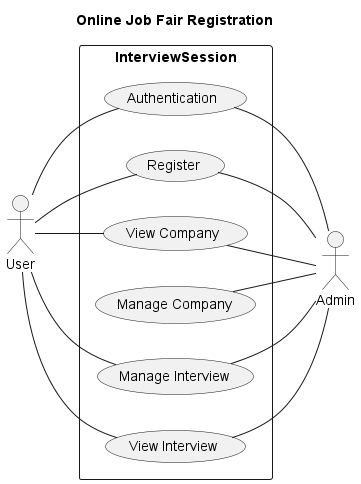 Online Job Fair Registration
InterviewSession
Authentication
Register
View Company
User
Admin
Manage Company
Manage Interview
View Interview